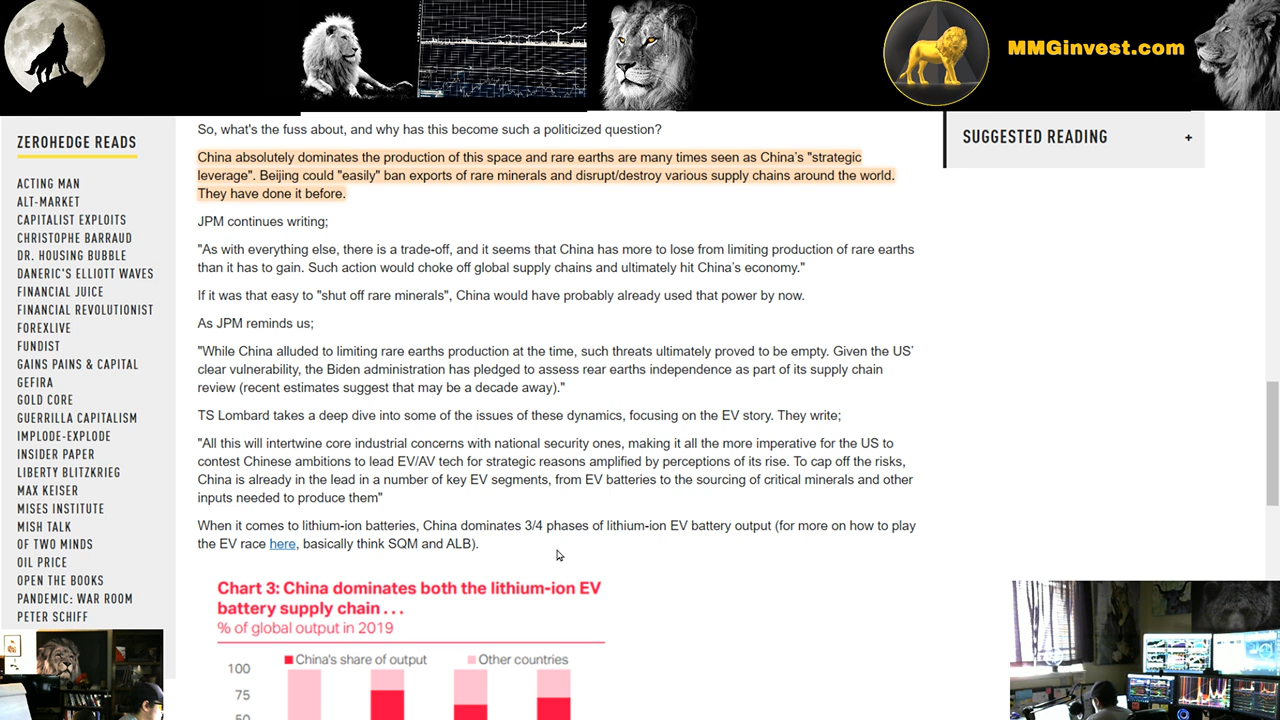 MMGinvest.com
ZEROHEDGE READS
ACTING MAN
ALT-MARKET
CAPITALIST EXPLOITS
CHRISTOPHE BARRAUD
DR. HOUSING BUBBLE
DANERIC'S ELLIOTT WAVES
FINANCIAL JUICE
FINANCIAL REVOLUTIONIST
FOREXLIVE
FUNDIST
GAINS PAINS & CAPITAL
GEFIRA
GOLD CORE
GUERRILLA CAPITALISM
IMPLODE-EXPLODE
INSIDER PAPER
LIBERTY BLITZKRIEG
MAX KEISER
MISES INSTITUTE
MISH TALK
OF TWO MINDS
OIL PRICE
OPEN THE BOOKS
PANDEMIC: WAR ROOM
PETER SCHIFF
So, what's the fuss about, and why has this become such a politicized question?
China absolutely dominates the production of this space and rare earths are many times seen as China's "strategic
leverage". Beijing could "easily" ban exports of rare minerals and disrupt/destroy various supply chains around the world.
They have done it before.
JPM continues writing;
"As with everything else, there is a trade-off, and it seems that China has more to lose from limiting production of rare earths
than it has to gain. Such action would choke off global supply chains and ultimately hit China's economy."
If it was that easy to "shut off rare minerals", China would have probably already used that power by now.
As JPM reminds us;
"While China alluded to limiting rare earths production at the time, such threats ultimately proved to be empty. Given the US'
clear vulnerability, the Biden administration has pledged to assess rear earths independence as part of its supply chain
review (recent estimates suggest that may be a decade away)."
TS Lombard takes a deep dive into some of the issues of these dynamics, focusing on the EV story. They write;
"All this will intertwine core industrial concerns with national security ones, making it all the more imperative for the US to
contest Chinese ambitions to lead EV/AV tech for strategic reasons amplified by perceptions of its rise. To cap off the risks,
China is already in the lead in a number of key EV segments, from EV batteries to the sourcing of critical minerals and other
inputs needed to produce them"
When it comes to lithium-ion batteries, China dominates 3/4 phases of lithium-ion EV battery output (for more on how to play
the EV race here, basically think SQM and ALB).
Chart 3: China dominates both the lithium-ion EV
battery supply chain . . .
% of global output in 2019
China's share of output Other countries
100
75
50
SUGGESTED READING +